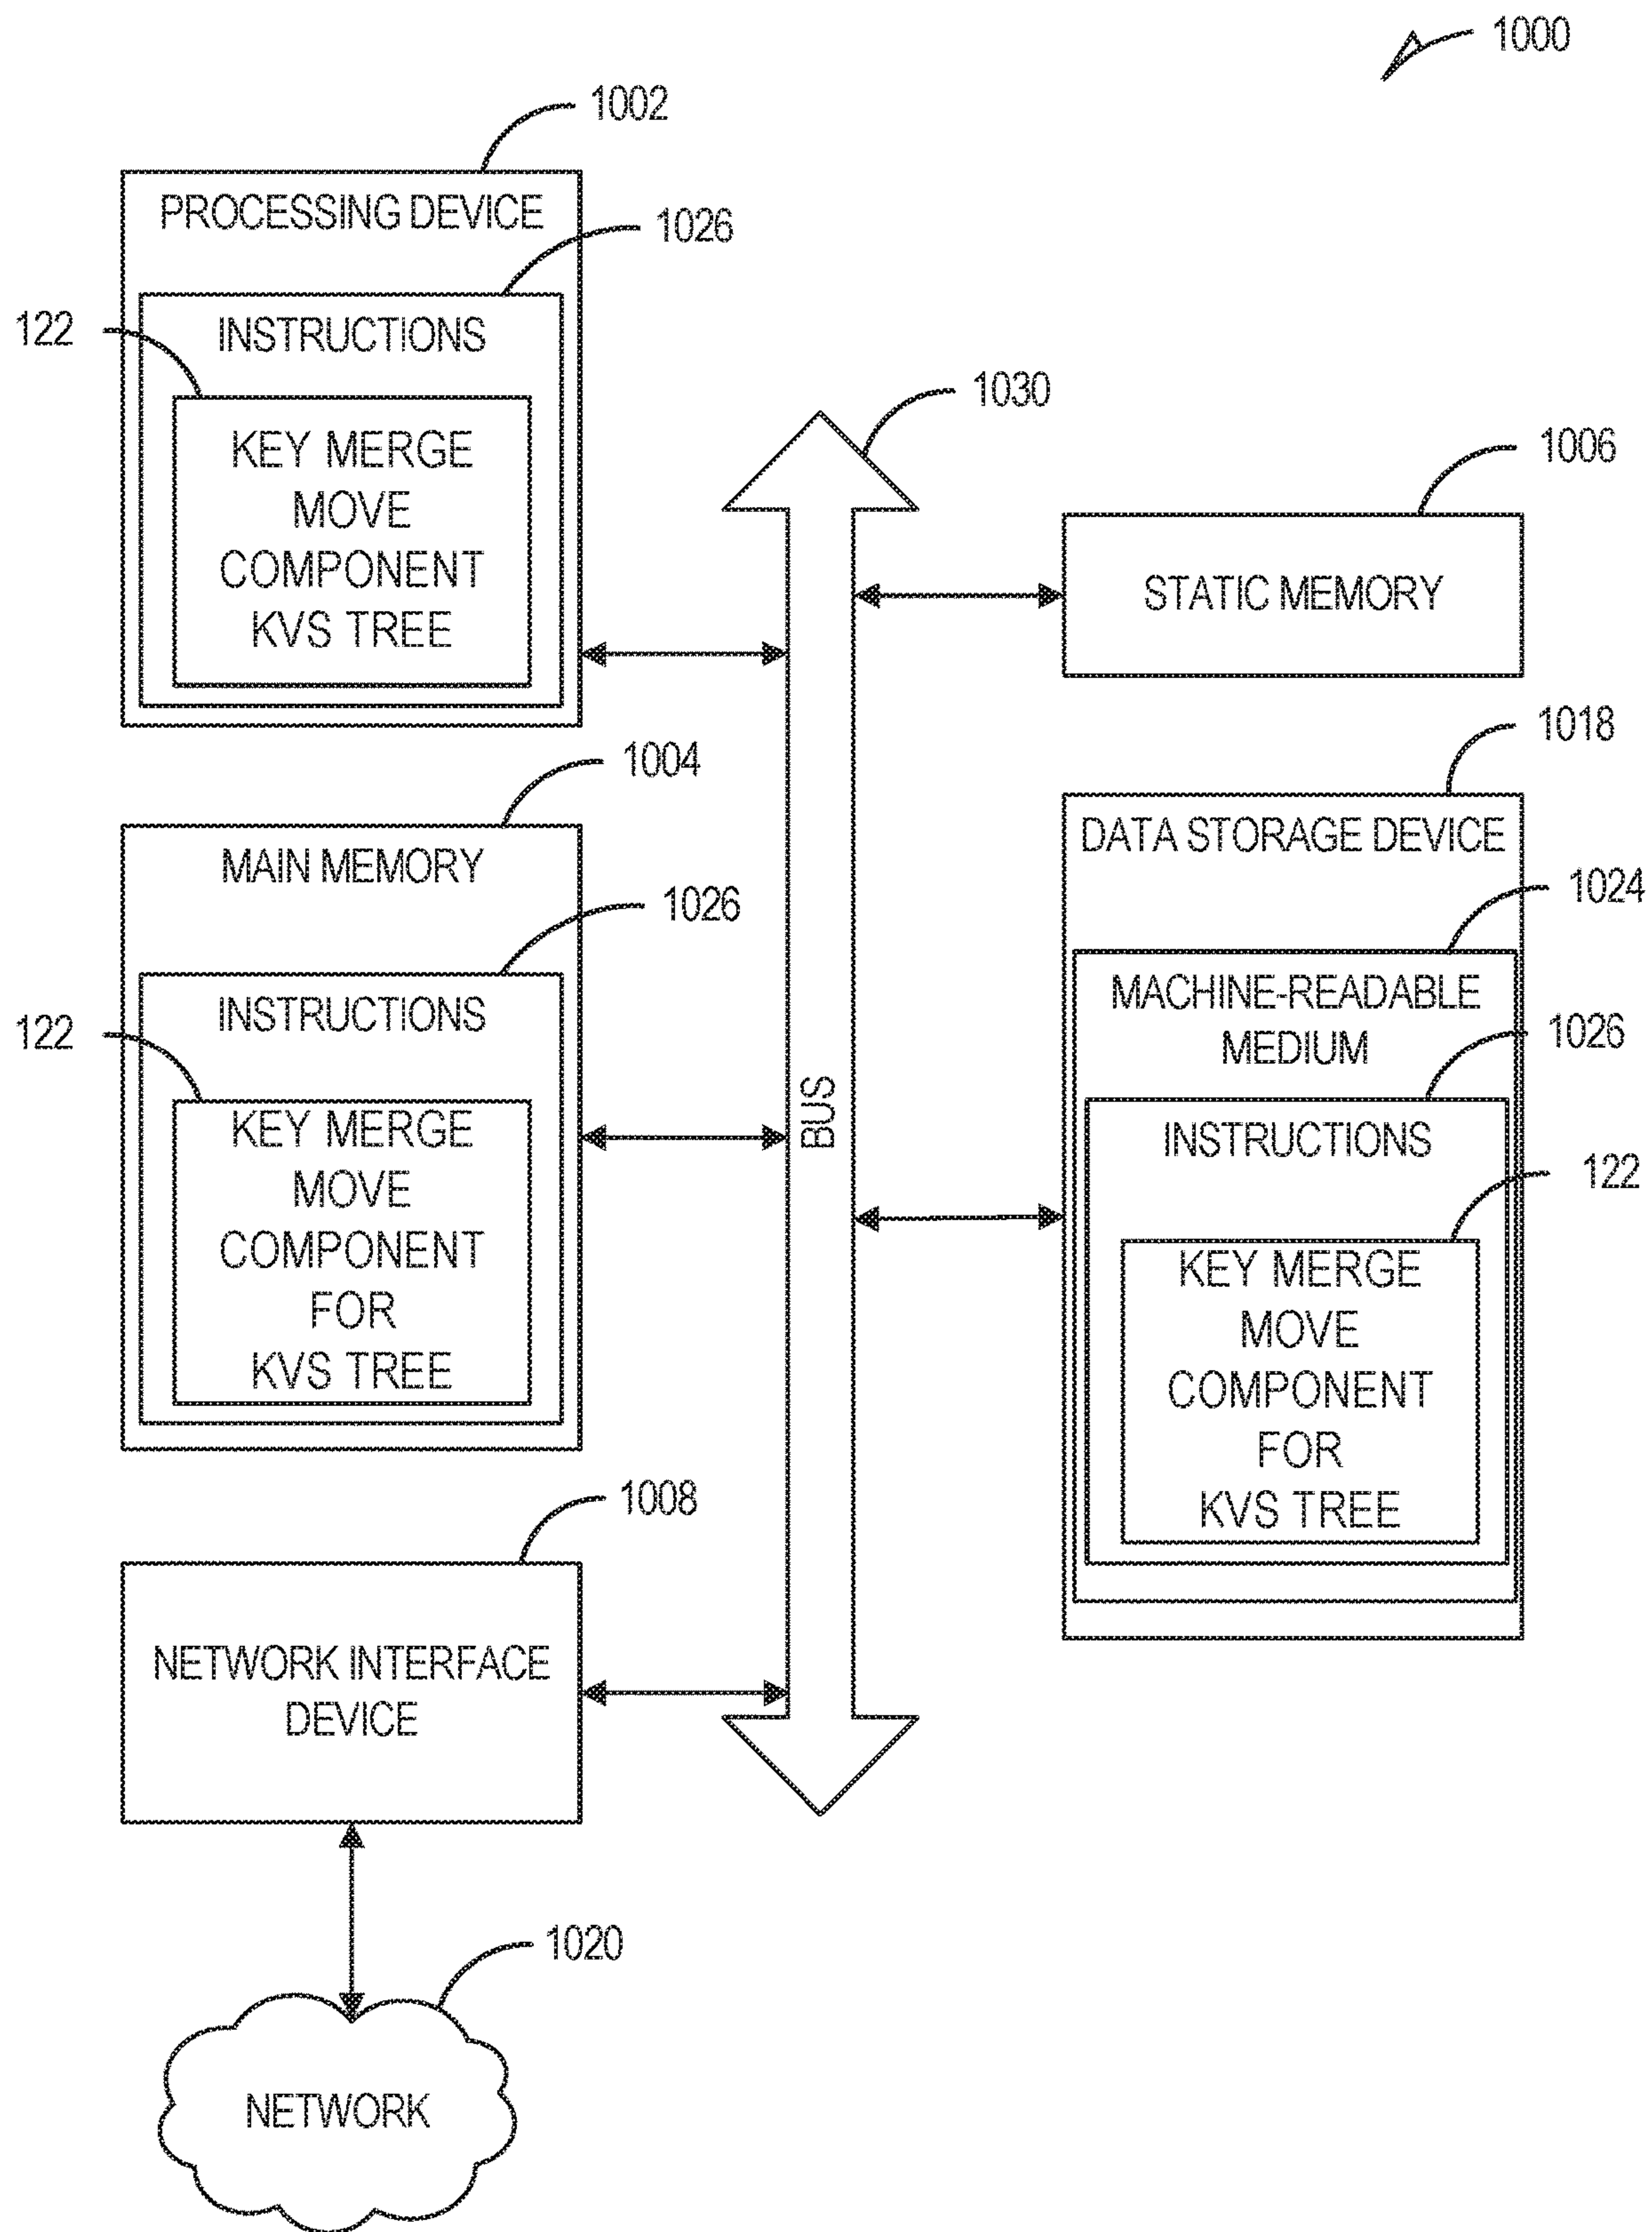 1000
1002
PROCESSING DEVICE
1026
INSTRUCTIONS
122
KEY MERGE
MOVE
COMPONENT
KVS TREE
1030
1006
STATIC MEMORY
1004
MAIN MEMORY
1026
INSTRUCTIONS
122
KEY MERGE
MOVE
COMPONENT
FOR
KVS TREE
BUS
1018
DATA STORAGE DEVICE
1024
MACHINE-READABLE
MEDIUM
1026
INSTRUCTIONS
122
KEY MERGE
MOVE
COMPONENT
FOR
KVS TREE
1008
NETWORK INTERFACE
DEVICE
1020
NETWORK